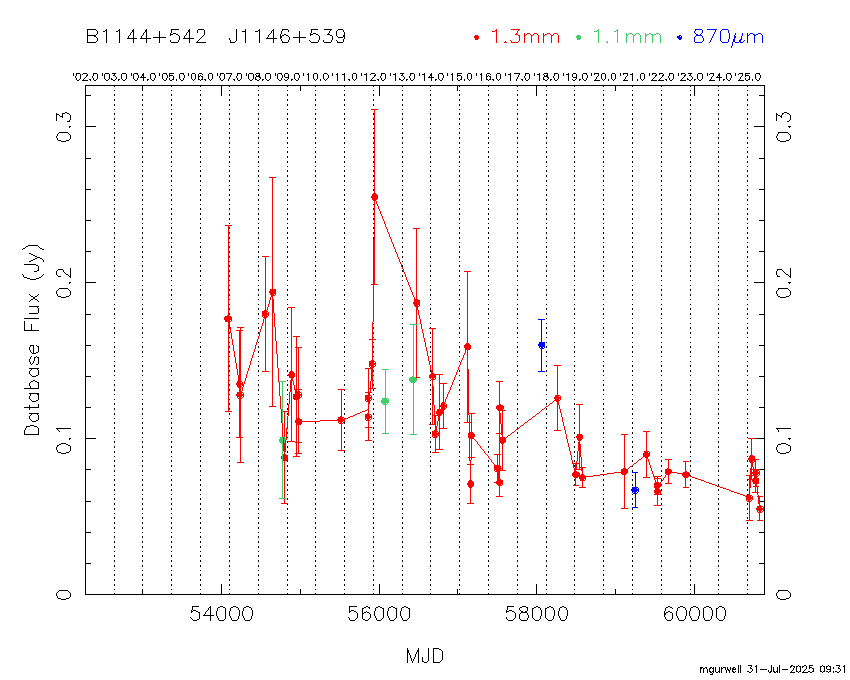 B1144+542 J1146+539 1.3mm 1.1mm 870μm
'02.0 '03.0 '04.0 '05.0 '06.0 '07.0 '08.0 '09.0 '10.0 '11.0 '12.0 '13.0 '14.0 '15.0 '16.0 '17.0 '18.0 '19.0 '20.0 '21.0 '22.0 '23.0 '24.0 '25.0
0.3 0.3
0.2 0.2
Database Flux (Jy)
0.1 0.1
0 0
54000 56000 58000 60000
MJD
mgurwell 31-Jul-2025 09:31